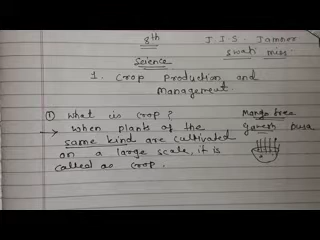 8th
J.I.S. Jamner
Swati miss.
Science
1. Crop Production and
Management.
① What is crop?
→ When plants of the
same kind are cultivated
on a large scale, it is
called as crop.
Mango tree